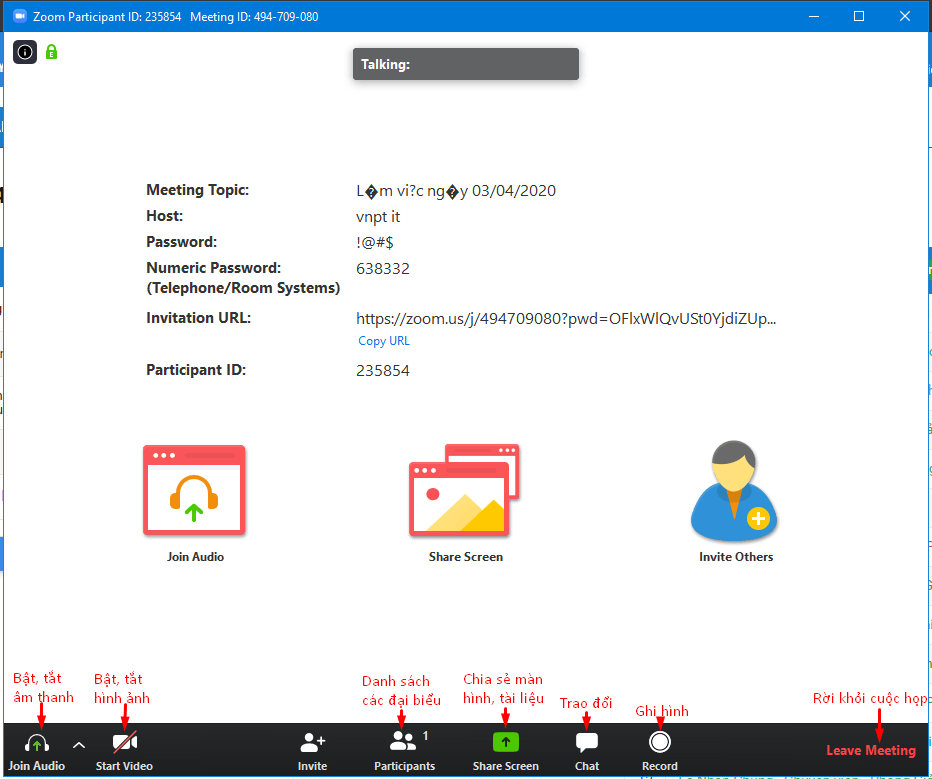 Zoom Participant ID: 235854 Meeting ID: 494-709-080
Talking:
Meeting Topic: L�m vi?c ng�y 03/04/2020
Host: vnpt it
Password: !@#$
Numeric Password: 638332
(Telephone/Room Systems)
Invitation URL: https://zoom.us/j/494709080?pwd=OFlxWlQvUSt0YjdiZUp...
Copy URL
Participant ID: 235854
Join Audio Share Screen Invite Others
Bật, tắt
âm thanh
Bật, tắt
hình ảnh
Danh sách
các đại biểu
Chia sẻ màn
hình, tài liệu
Trao đổi
Ghi hình
Rời khỏi cuộc họp
1
Join Audio Start Video Invite Participants Share Screen Chat Record Leave Meeting